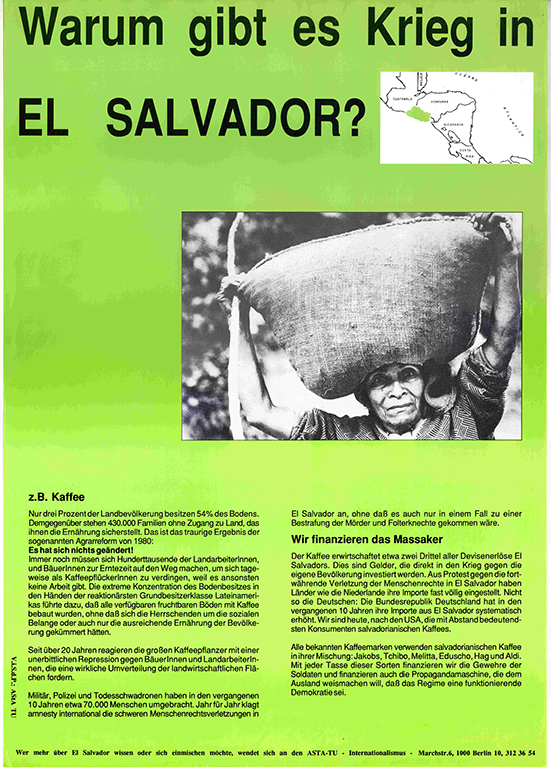 Warum gibt es Krieg in
EL SALVADOR?
GUATEMALA
BELIZE
HONDURAS
NICARAGUA
COSTA
RICA
OCEANO
ATLANTICO
z.B. Kaffee
Nur drei Prozent der Landbevölkerung besitzen 54% des Bodens.
Demgegenüber stehen 430.000 Familien ohne Zugang zu Land, das
ihnen die Ernährung sicherstellt. Das ist das traurige Ergebnis der
sogenannten Agrarreform von 1980:
Es hat sich nichts geändert!
Immer noch müssen sich Hunderttausende der LandarbeiterInnen,
und BäuerInnen zur Erntezeit auf den Weg machen, um sich tage-
weise als KaffeepflückerInnen zu verdingen, weil es ansonsten
keine Arbeit gibt. Die extreme Konzentration des Bodenbesitzes in
den Händen der reaktionärsten Grundbesitzerklasse Lateinameri-
kas führte dazu, daß alle verfügbaren fruchtbaren Böden mit Kaffee
bebaut wurden, ohne daß sich die Herrschenden um die sozialen
Belange oder auch nur die ausreichende Ernährung der Bevölke-
rung gekümmert hätten.
Seit über 20 Jahren reagieren die großen Kaffeepflanzer mit einer
unerbittlichen Repression gegen BäuerInnen und LandarbeiterIn-
nen, die eine wirkliche Umverteilung der landwirtschaftlichen Flä-
chen fordern.
Militär, Polizei und Todesschwadronen haben in den vergangenen
10 Jahren etwa 70.000 Menschen umgebracht. Jahr für Jahr klagt
amnesty international die schweren Menschenrechtsverletzungen in
El Salvador an, ohne daß es auch nur in einem Fall zu einer
Bestrafung der Mörder und Folterknechte gekommen wäre.
Wir finanzieren das Massaker
Der Kaffee erwirtschaftet etwa zwei Drittel aller Devisenerlöse El
Salvadors. Dies sind Gelder, die direkt in den Krieg gegen die
eigene Bevölkerung investiert werden. Aus Protest gegen die fort-
währende Verletzung der Menschenrechte in El Salvador haben
Länder wie die Niederlande ihre Importe fast völlig eingestellt. Nicht
so die Deutschen: Die Bundesrepublik Deutschland hat in den
vergangenen 10 Jahren ihre Importe aus El Salvador systematisch
erhöht. Wir sind heute, nach den USA, die mit Abstand bedeutend-
sten Konsumenten salvadorianischen Kaffees.
Alle bekannten Kaffeemarken verwenden salvadorianischen Kaffee
in ihrer Mischung: Jakobs, Tchibo, Melitta, Eduscho, Hag und Aldi.
Mit jeder Tasse dieser Sorten finanzieren wir die Gewehre der
Soldaten und finanzieren auch die Propagandamaschine, die dem
Ausland weismachen will, daß das Regime eine funktionierende
Demokratie sei.
V.i.S.d.P.: ASTA TU
Wer mehr über El Salvador wissen oder sich einmischen möchte, wendet sich an den ASTA-TU - Internationalismus - Marchstr.6, 1000 Berlin 10, 312 36 54